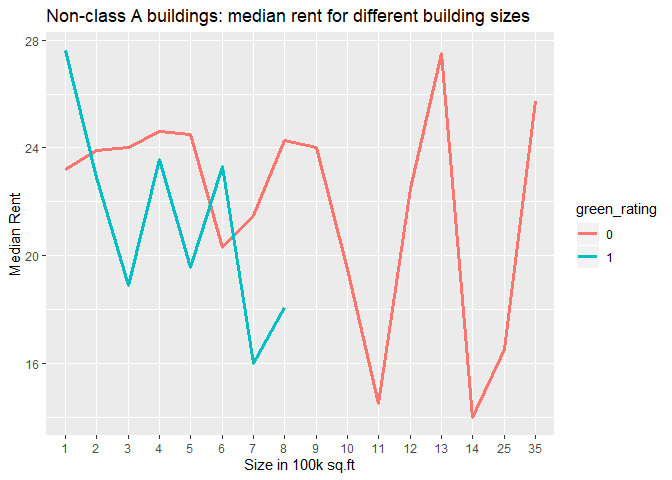 Non-class A buildings: median rent for different building sizes
28
24
20
16
Median Rent
1 2 3 4 5 6 7 8 9 10 11 12 13 14 25 35
Size in 100k sq.ft
green_rating
0
1